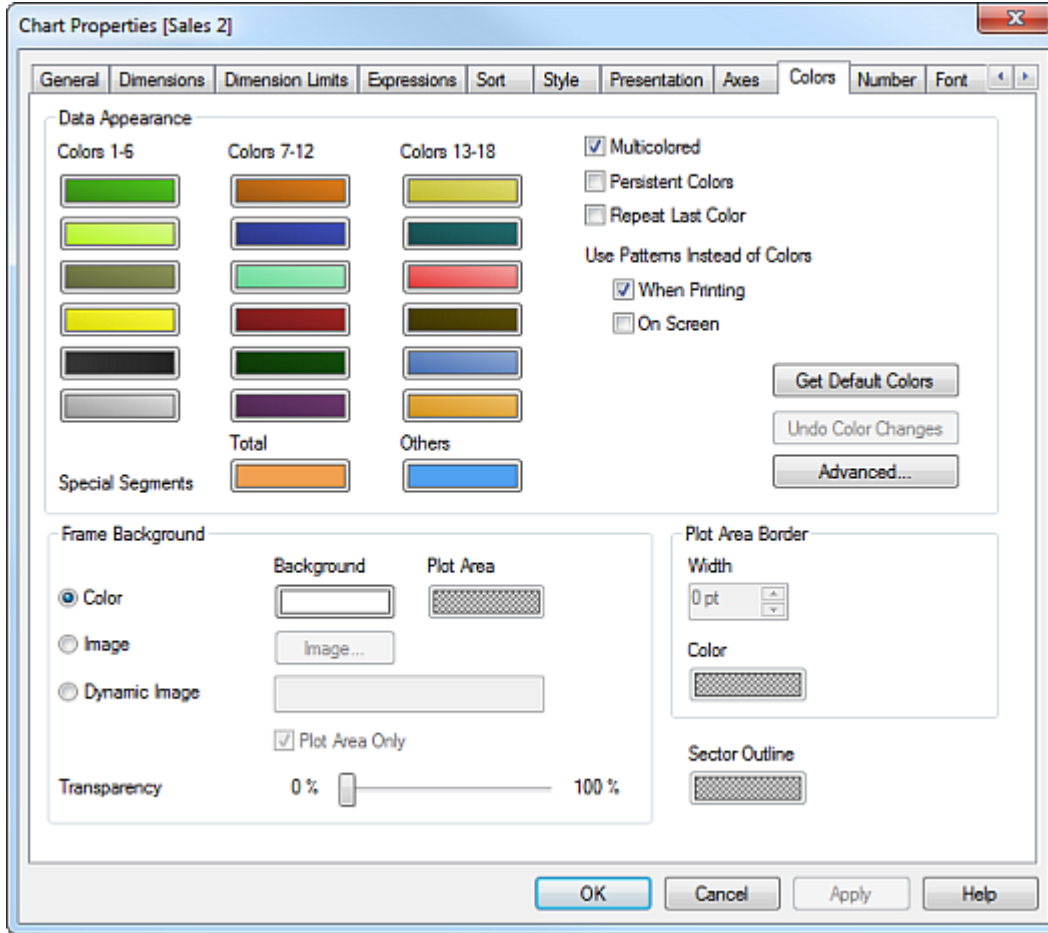 Chart Properties [Sales 2]
General Dimensions Dimension Limits Expressions Sort Style Presentation Axes Colors Number Font
Data Appearance
Colors 1-6 Colors 7-12 Colors 13-18
Multicolored
Persistent Colors
Repeat Last Color
Use Patterns Instead of Colors
When Printing
On Screen
Get Default Colors
Undo Color Changes
Advanced...
Total Others
Special Segments
Frame Background
Background Plot Area
Color
Image Image...
Dynamic Image
Plot Area Only
Transparency 0 % 100 %
Plot Area Border
Width
0 pt
Color
Sector Outline
OK Cancel Apply Help